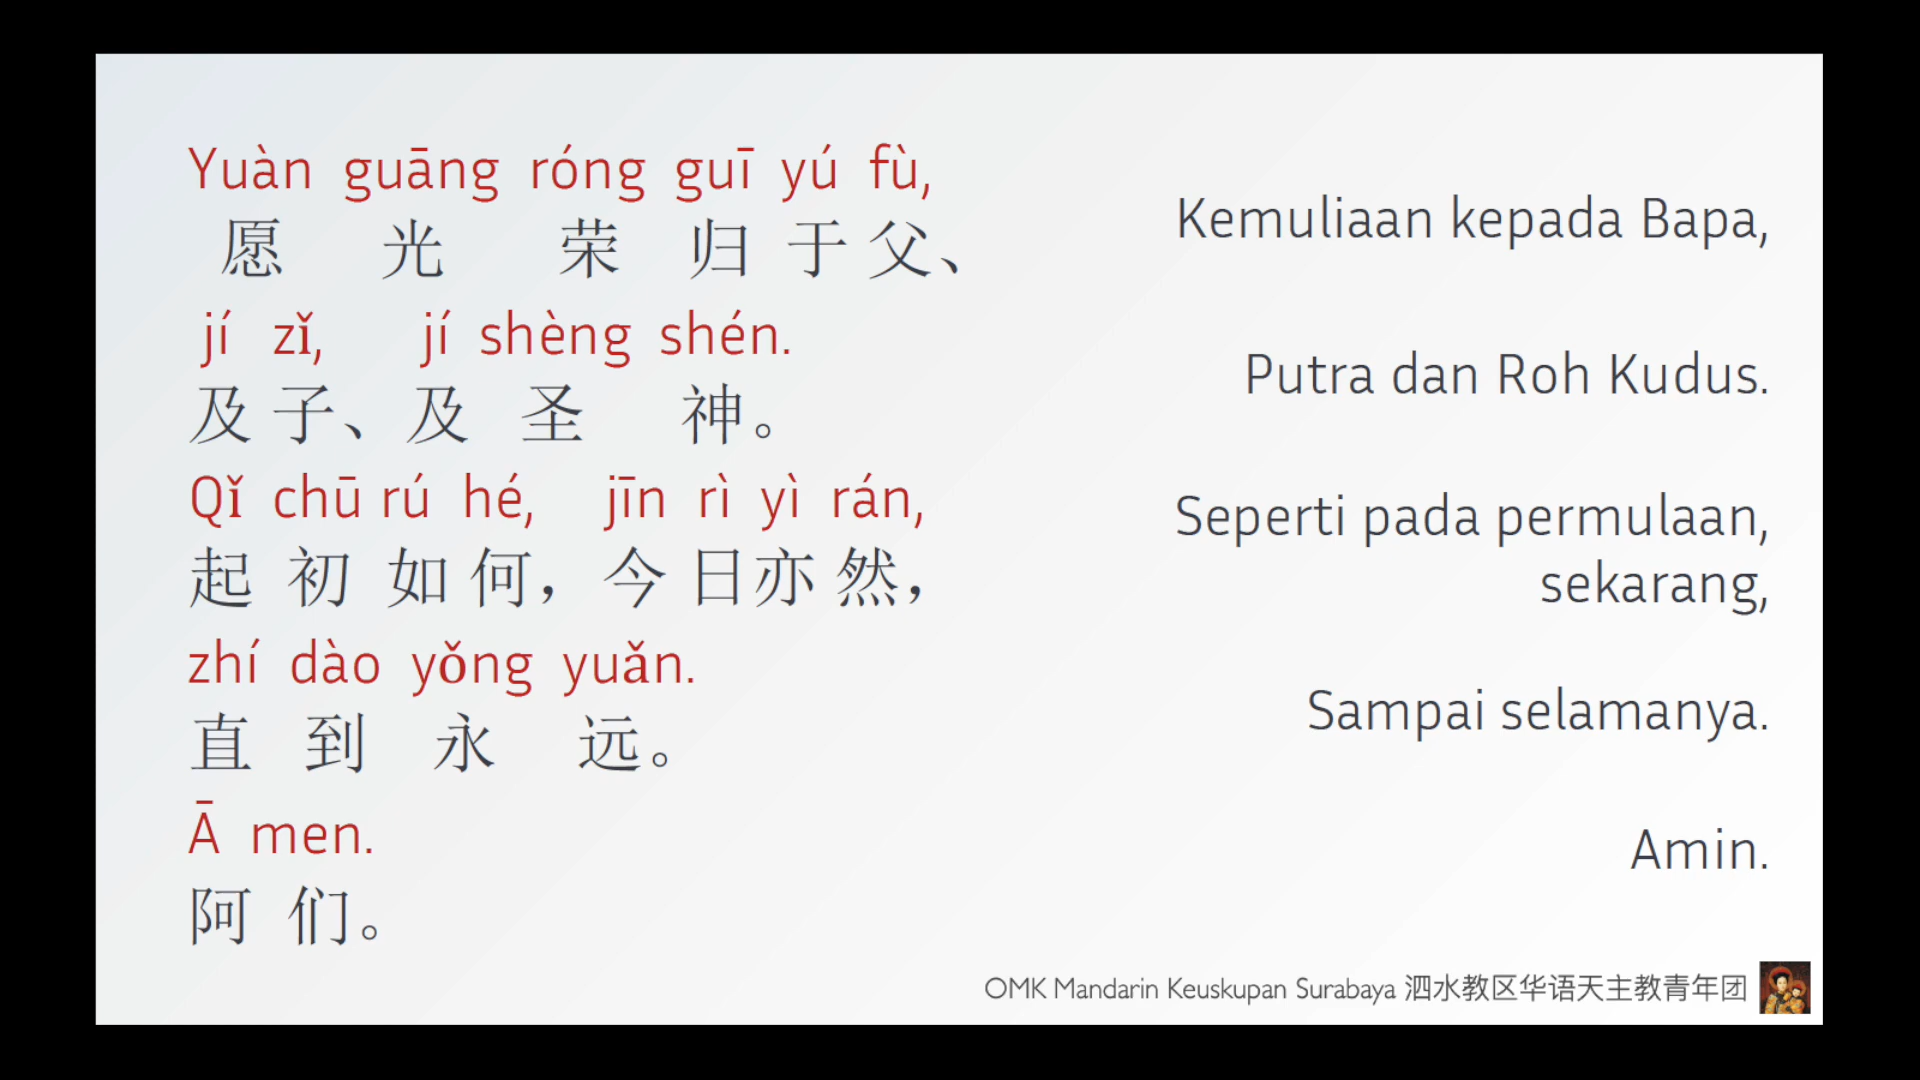 Yuàn guāng róng guī yú fù,
愿光荣归于父、
jí zǐ, jí shèng shén.
及子、及圣神。
Qǐ chū rú hé, jīn rì yì rán,
起初如何，今日亦然，
zhí dào yǒng yuǎn.
直到永远。
Ā men.
阿们。
Kemuliaan kepada Bapa,
Putra dan Roh Kudus.
Seperti pada permulaan,
sekarang,
Sampai selamanya.
Amin.
OMK Mandarin Keuskupan Surabaya 泗水教区华语天主教青年团